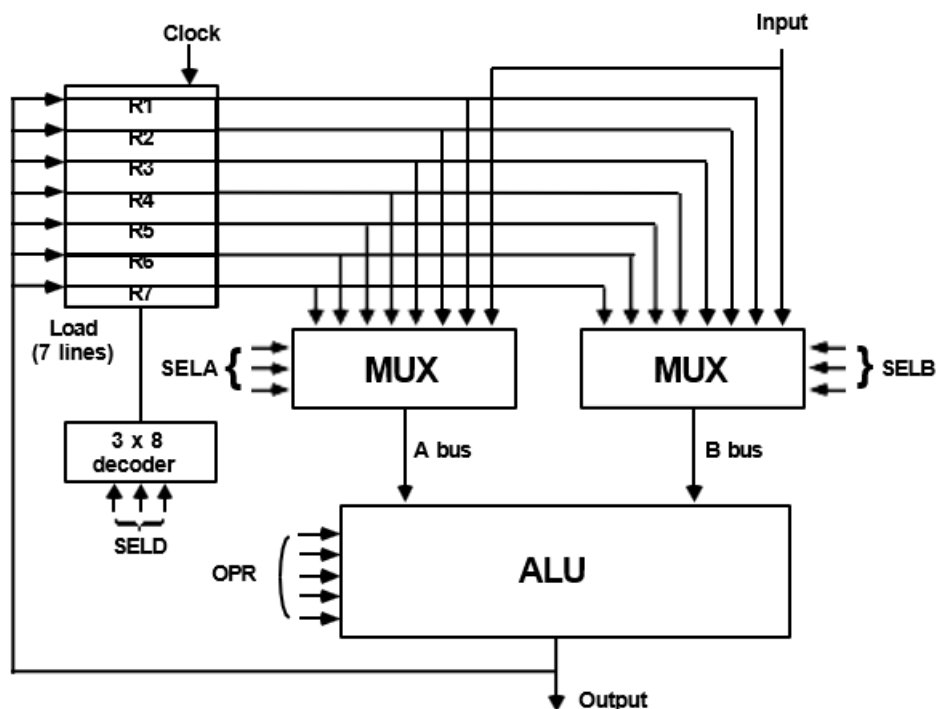 Clock
Input
R1
R2
R3
R4
R5
R6
R7
Load
(7 lines)
SELA {
MUX
MUX
} SELB
3 x 8
decoder
A bus
B bus
SELD
OPR
ALU
Output